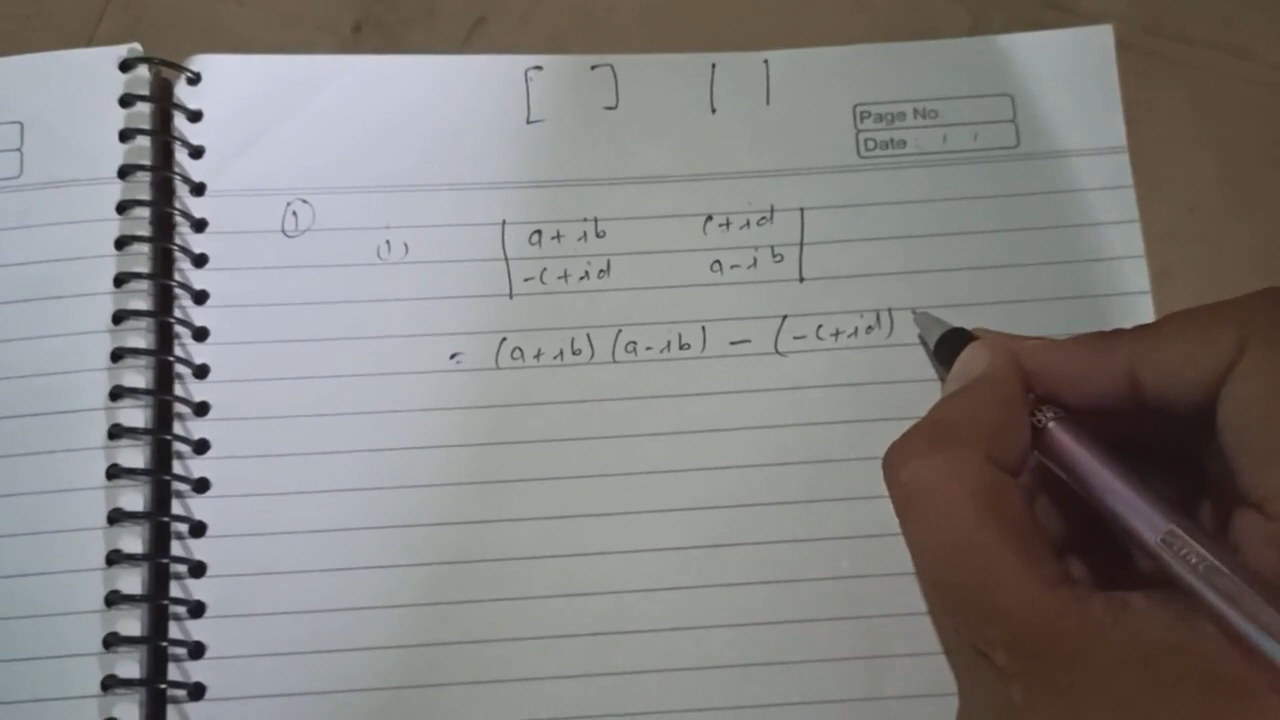 [ ] | |
Page No.
Date : / /
①
(1) | a+ib c+id |
| -c+id a-ib |
= (a+ib) (a-ib) - (-c+id)